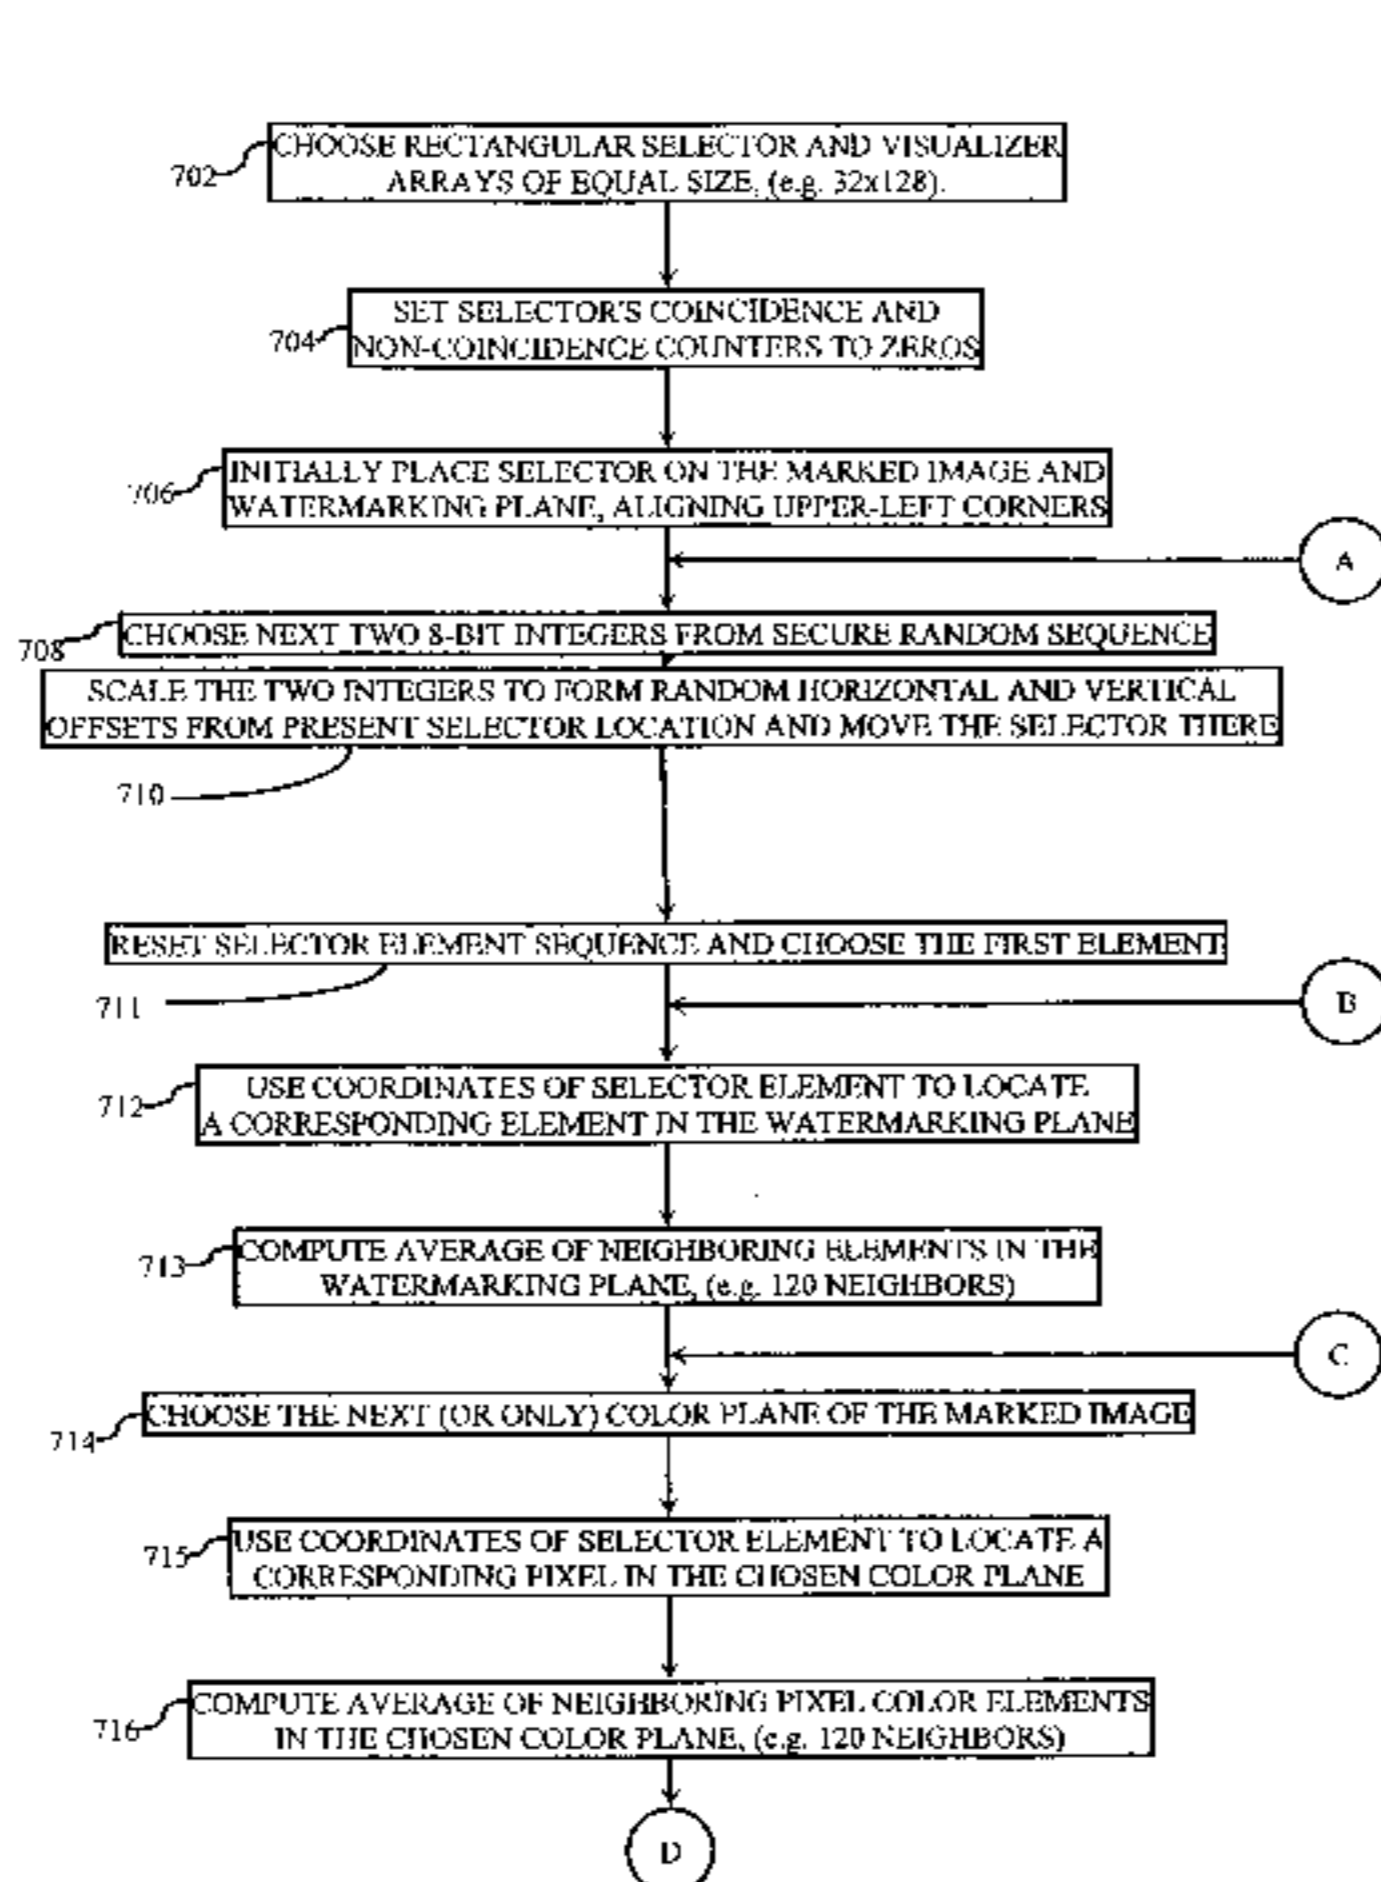 CHOOSE RECTANGULAR SELECTOR AND VISUALIZER
702
ARRAYS OF EQUAL SIZE, (e.g. 32x128).
SET SELECTOR'S COINCIDENCE AND
704
NON-COINCIDENCE COUNTERS TO ZEROS
INITIALLY PLACE SELECTOR ON THE MARKED IMAGE AND
706
WATERMARKING PLANE, ALIGNING UPPER-LEFT CORNERS
A
CHOOSE NEXT TWO 8-BIT INTEGERS FROM SECURE RANDOM SEQUENCE
708
SCALE THE TWO INTEGERS TO FORM RANDOM HORIZONTAL AND VERTICAL
OFFSETS FROM PRESENT SELECTOR LOCATION AND MOVE THE SELECTOR THERE
710
RESET SELECTOR ELEMENT SEQUENCE AND CHOOSE THE FIRST ELEMENT
711
B
USE COORDINATES OF SELECTOR ELEMENT TO LOCATE
712
A CORRESPONDING ELEMENT IN THE WATERMARKING PLANE
COMPUTE AVERAGE OF NEIGHBORING ELEMENTS IN THE
713
WATERMARKING PLANE, (e.g. 120 NEIGHBORS)
C
CHOOSE THE NEXT (OR ONLY) COLOR PLANE OF THE MARKED IMAGE
714
USE COORDINATES OF SELECTOR ELEMENT TO LOCATE A
715
CORRESPONDING PIXEL IN THE CHOSEN COLOR PLANE
COMPUTE AVERAGE OF NEIGHBORING PIXEL COLOR ELEMENTS
716
IN THE CHOSEN COLOR PLANE, (e.g. 120 NEIGHBORS)
D